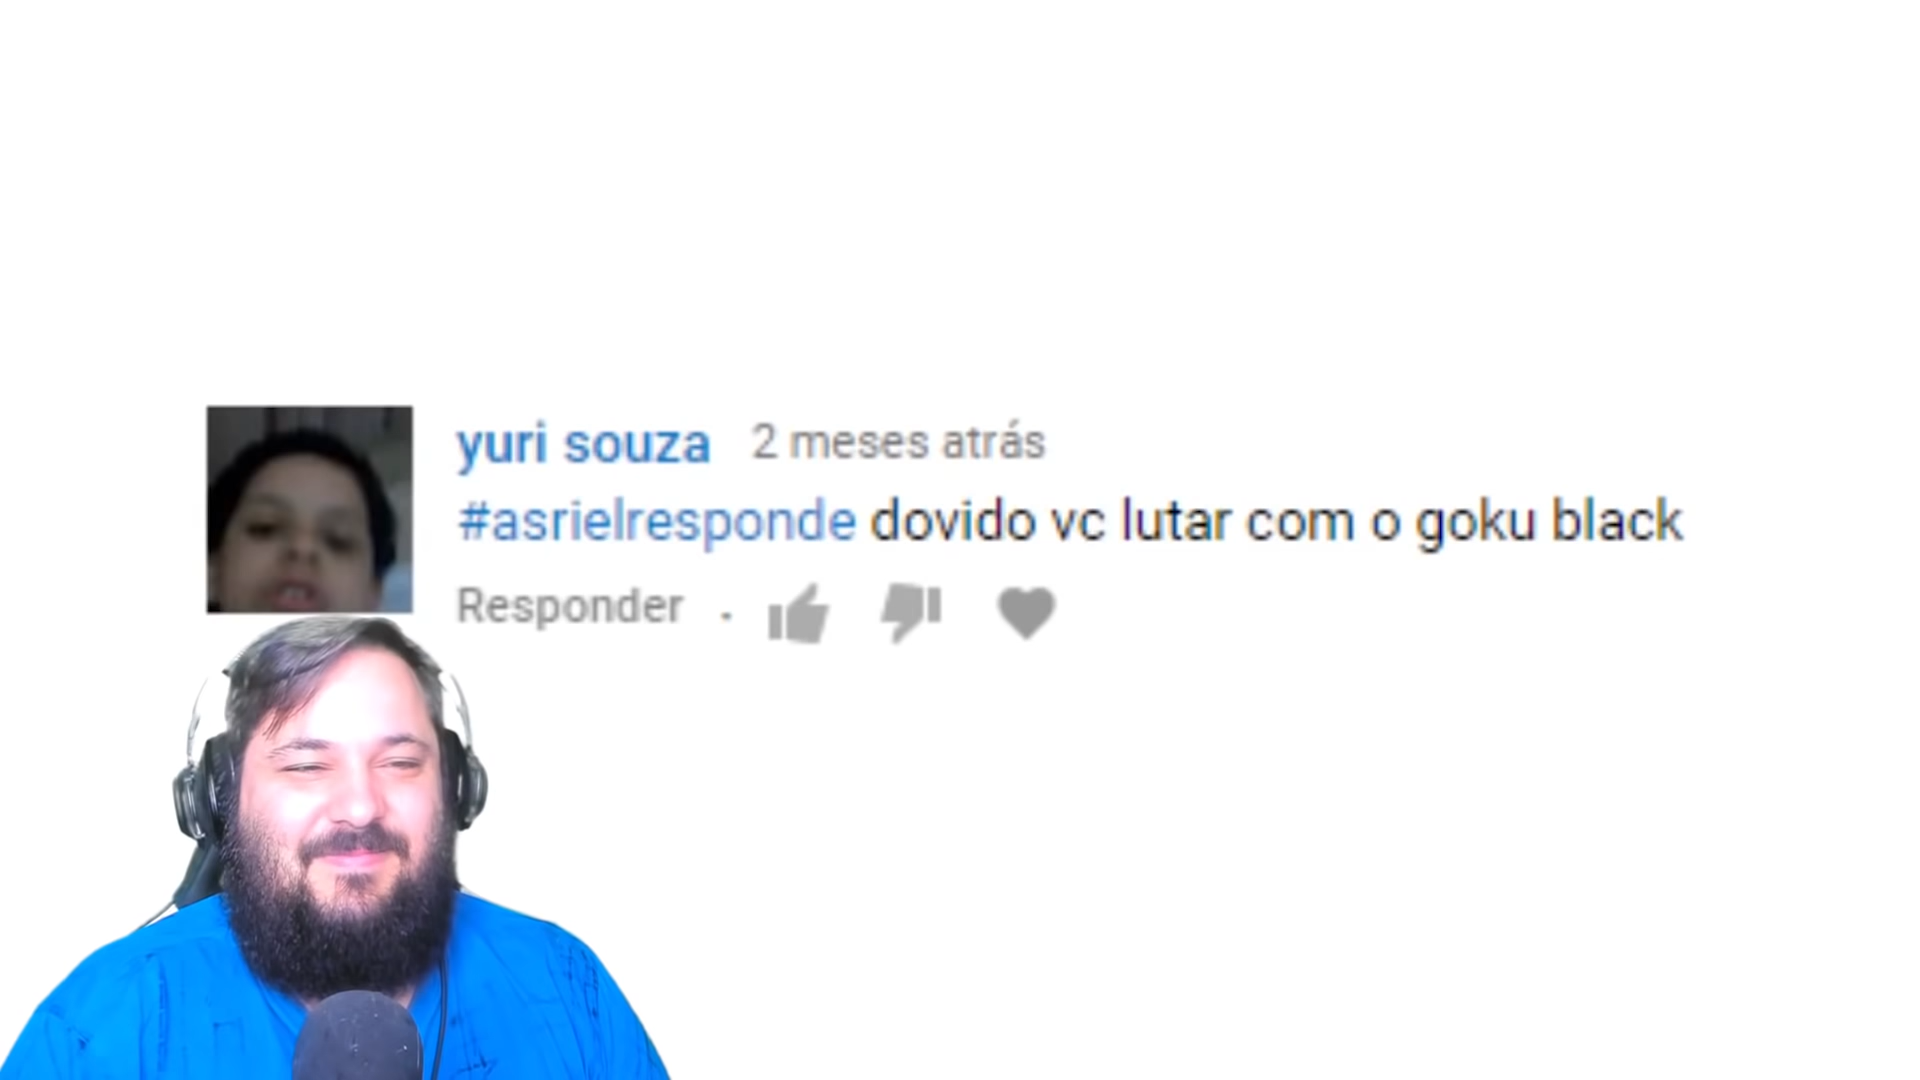 yuri souza 2 meses atrás
#asrielresponde dovido vc lutar com o goku black
Responder .